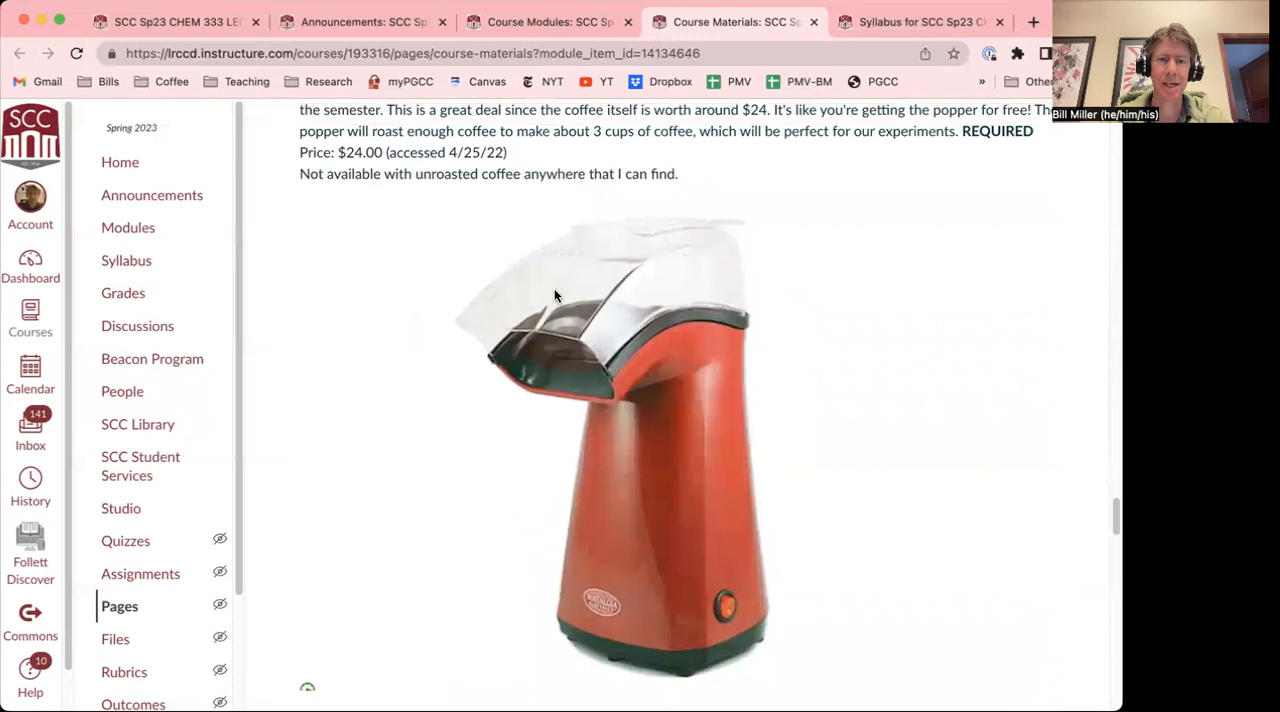 SCC Sp23 CHEM 333 LE
Announcements: SCC Sp
Course Modules: SCC Sp
Course Materials: SCC Sp
Syllabus for SCC Sp23 C
https://lrccd.instructure.com/courses/193316/pages/course-materials?module_item_id=14134646
Gmail
Bills
Coffee
Teaching
Research
myPGCC
Canvas
NYT
Dropbox
YT
PMV
PMV-BM
PGCC
»
Other
Bill Miller (he/him/his)
SCC
Account
Dashboard
Courses
Calendar
141
Inbox
History
Follett
Discover
Commons
10
Help
Spring 2023
Home
Announcements
Modules
Syllabus
Grades
Discussions
Beacon Program
People
SCC Library
SCC Student
Services
Studio
Quizzes
Assignments
Pages
Files
Rubrics
Outcomes
the semester. This is a great deal since the coffee itself is worth around $24. It's like you're getting the popper for free! Th
popper will roast enough coffee to make about 3 cups of coffee, which will be perfect for our experiments. REQUIRED
Price: $24.00 (accessed 4/25/22)
Not available with unroasted coffee anywhere that I can find.
NOSTALGIA